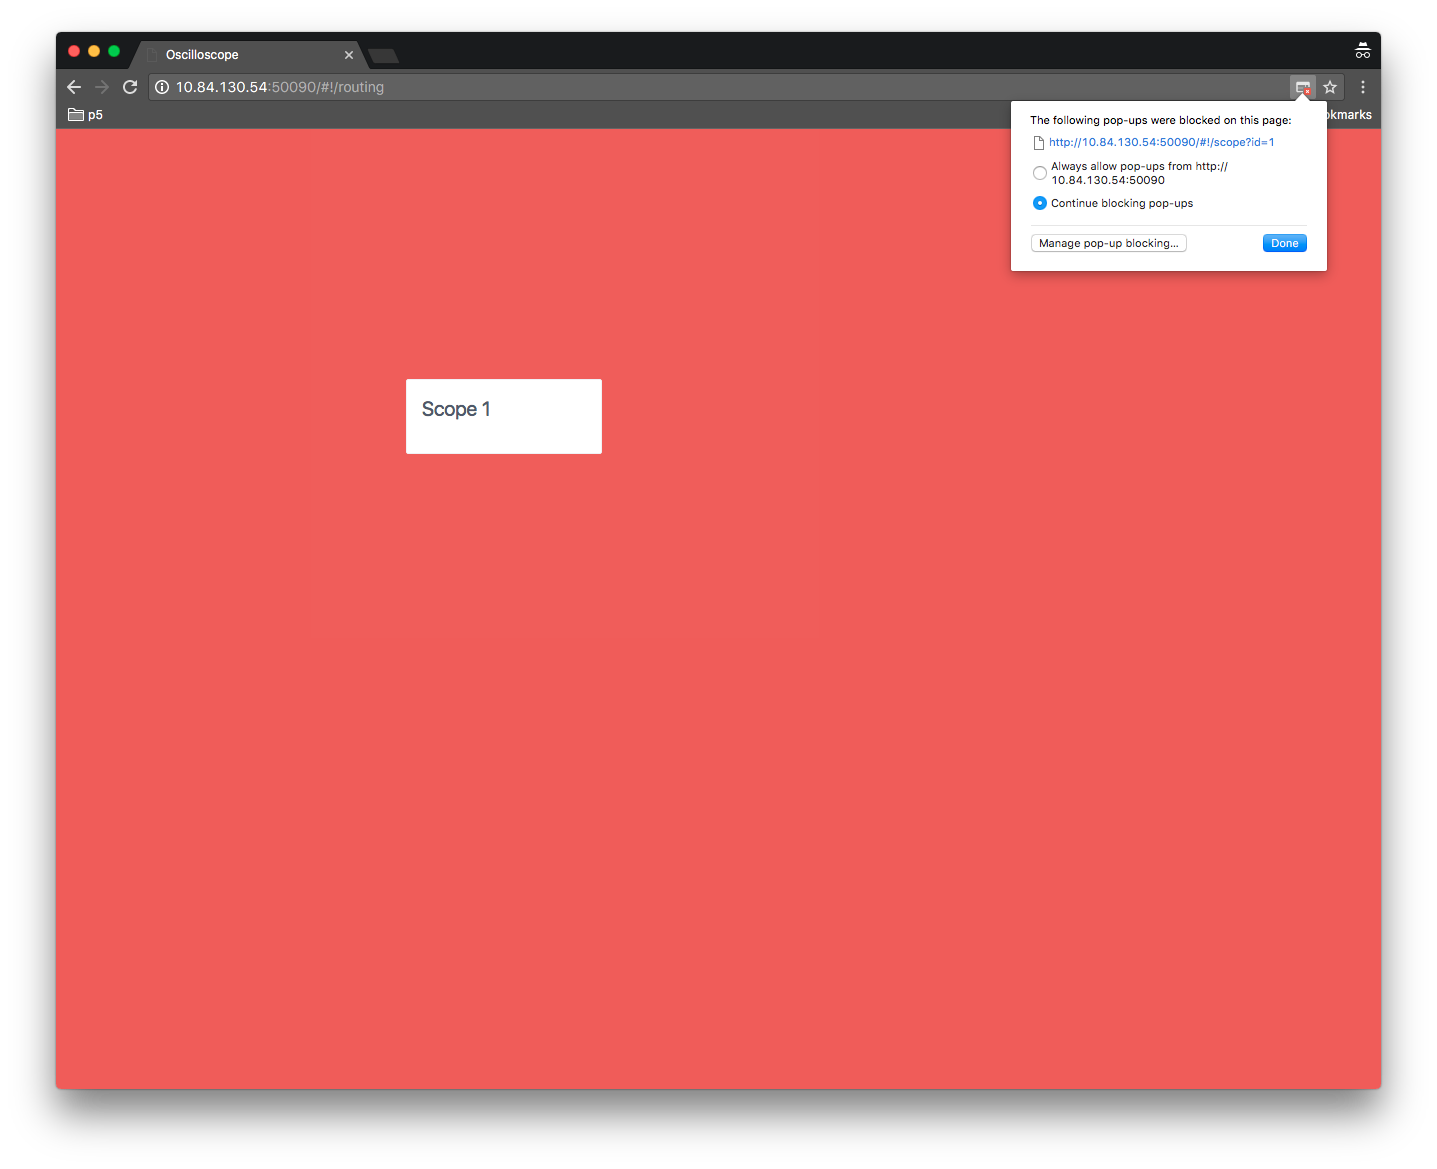 Oscilloscope
10.84.130.54:50090/#!/routing
p5
okmarks
The following pop-ups were blocked on this page:
http://10.84.130.54:50090/#!/scope?id=1
Always allow pop-ups from http://
10.84.130.54:50090
Continue blocking pop-ups
Manage pop-up blocking...
Done
Scope 1